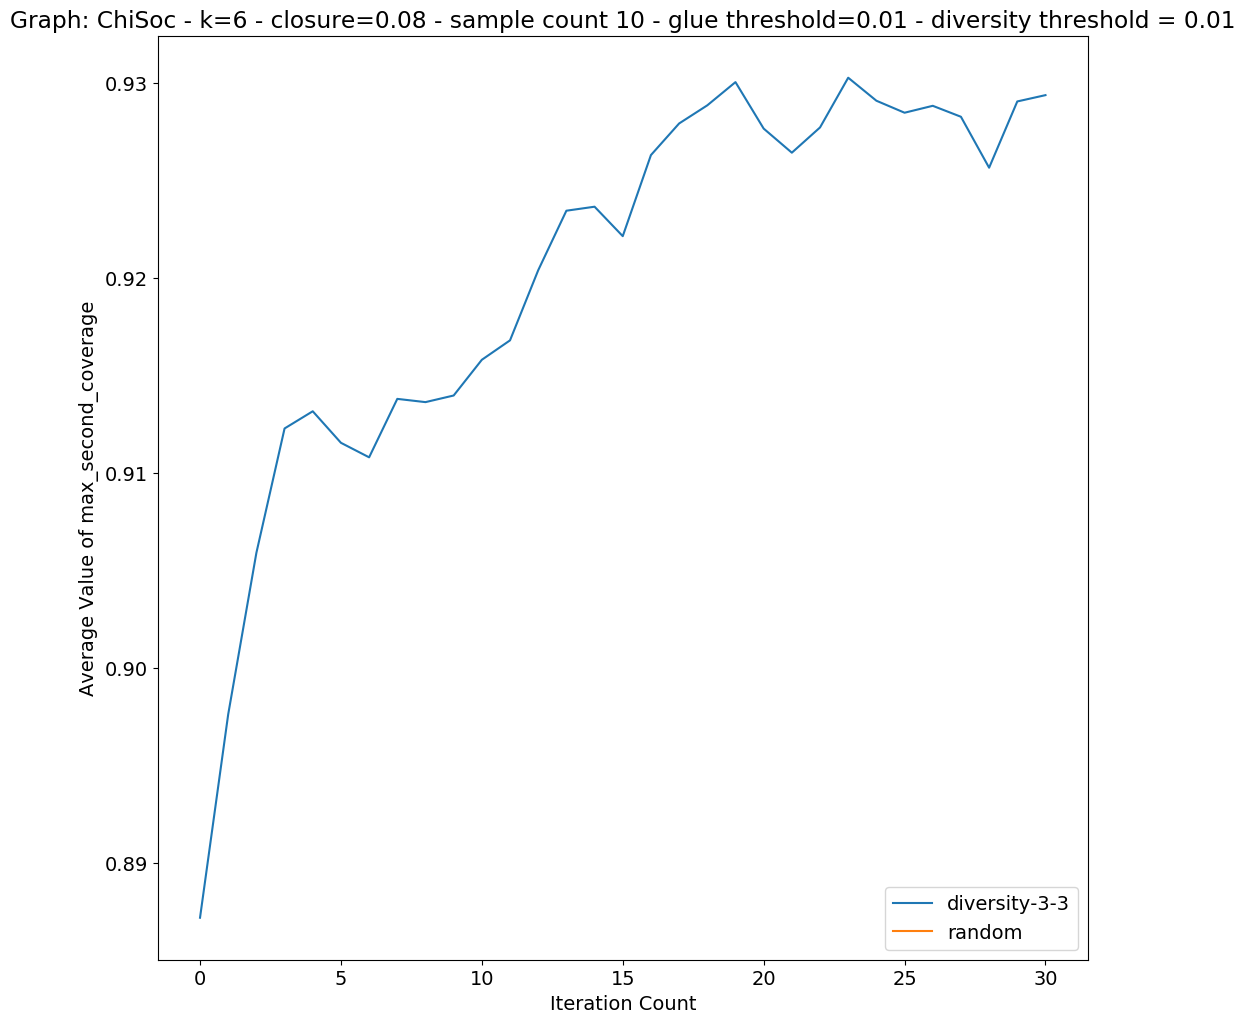 Graph: ChiSoc - k=6 - closure=0.08 - sample count 10 - glue threshold=0.01 - diversity threshold = 0.01
Average Value of max_second_coverage
0.93
0.92
0.91
0.90
0.89
diversity-3-3
random
0 5 10 15 20 25 30
Iteration Count